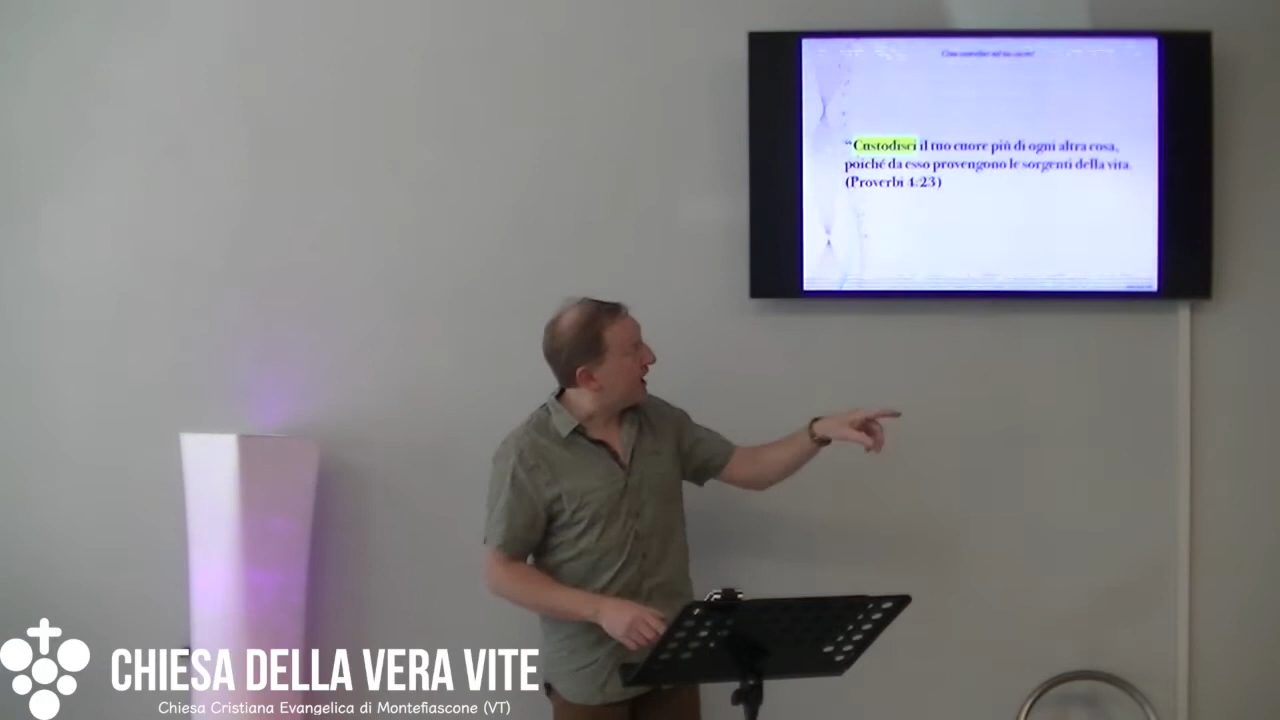 “Custodisci il tuo cuore più di ogni altra cosa,
poiché da esso provengono le sorgenti della vita.
(Proverbi 4:23)
CHIESA DELLA VERA VITE
Chiesa Cristiana Evangelica di Montefiascone (VT)